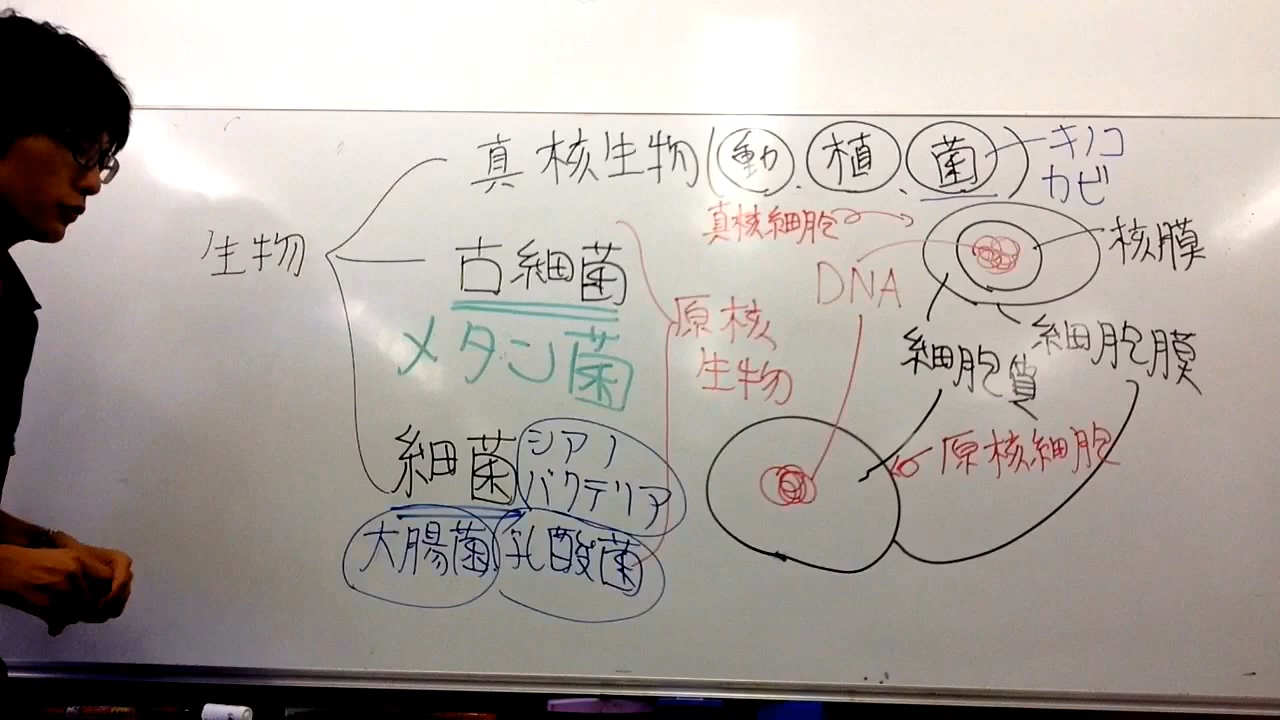 真核生物(動、植、菌)キノコ
カビ
真核細胞
核膜
生物
古細菌
DNA
メタン菌
原核
生物
細胞質
細胞膜
細菌
シアノ
バクテリア
原核細胞
大腸菌
乳酸菌